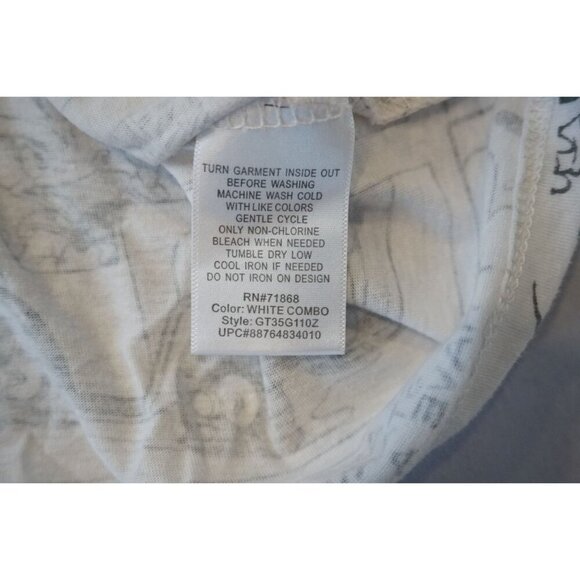 TURN GARMENT INSIDE OUT
BEFORE WASHING
MACHINE WASH COLD
WITH LIKE COLORS
GENTLE CYCLE
ONLY NON-CHLORINE
BLEACH WHEN NEEDED
TUMBLE DRY LOW
COOL IRON IF NEEDED
DO NOT IRON ON DESIGN
RN#71868
Color: WHITE COMBO
Style: GT35G110Z
UPC#88764834010